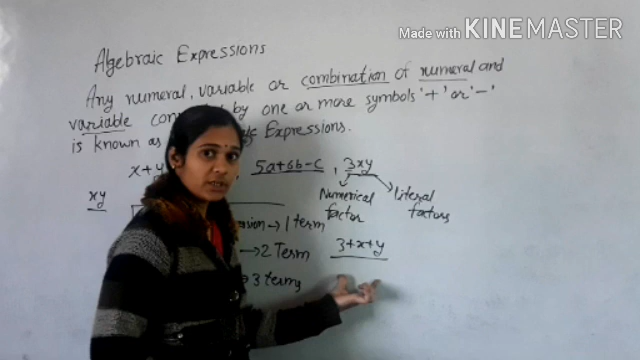 Made with KINEMASTER
Algebraic Expressions
Any numeral, variable or combination of numeral and
variable by one or more symbols '+' or '-'
is known as Expressions.
x+y 5a+6b-c , 3xy
xy Numerical factor Literal factors
→ 1 term
→ 2 Term 3+x+y
→ 3 terms